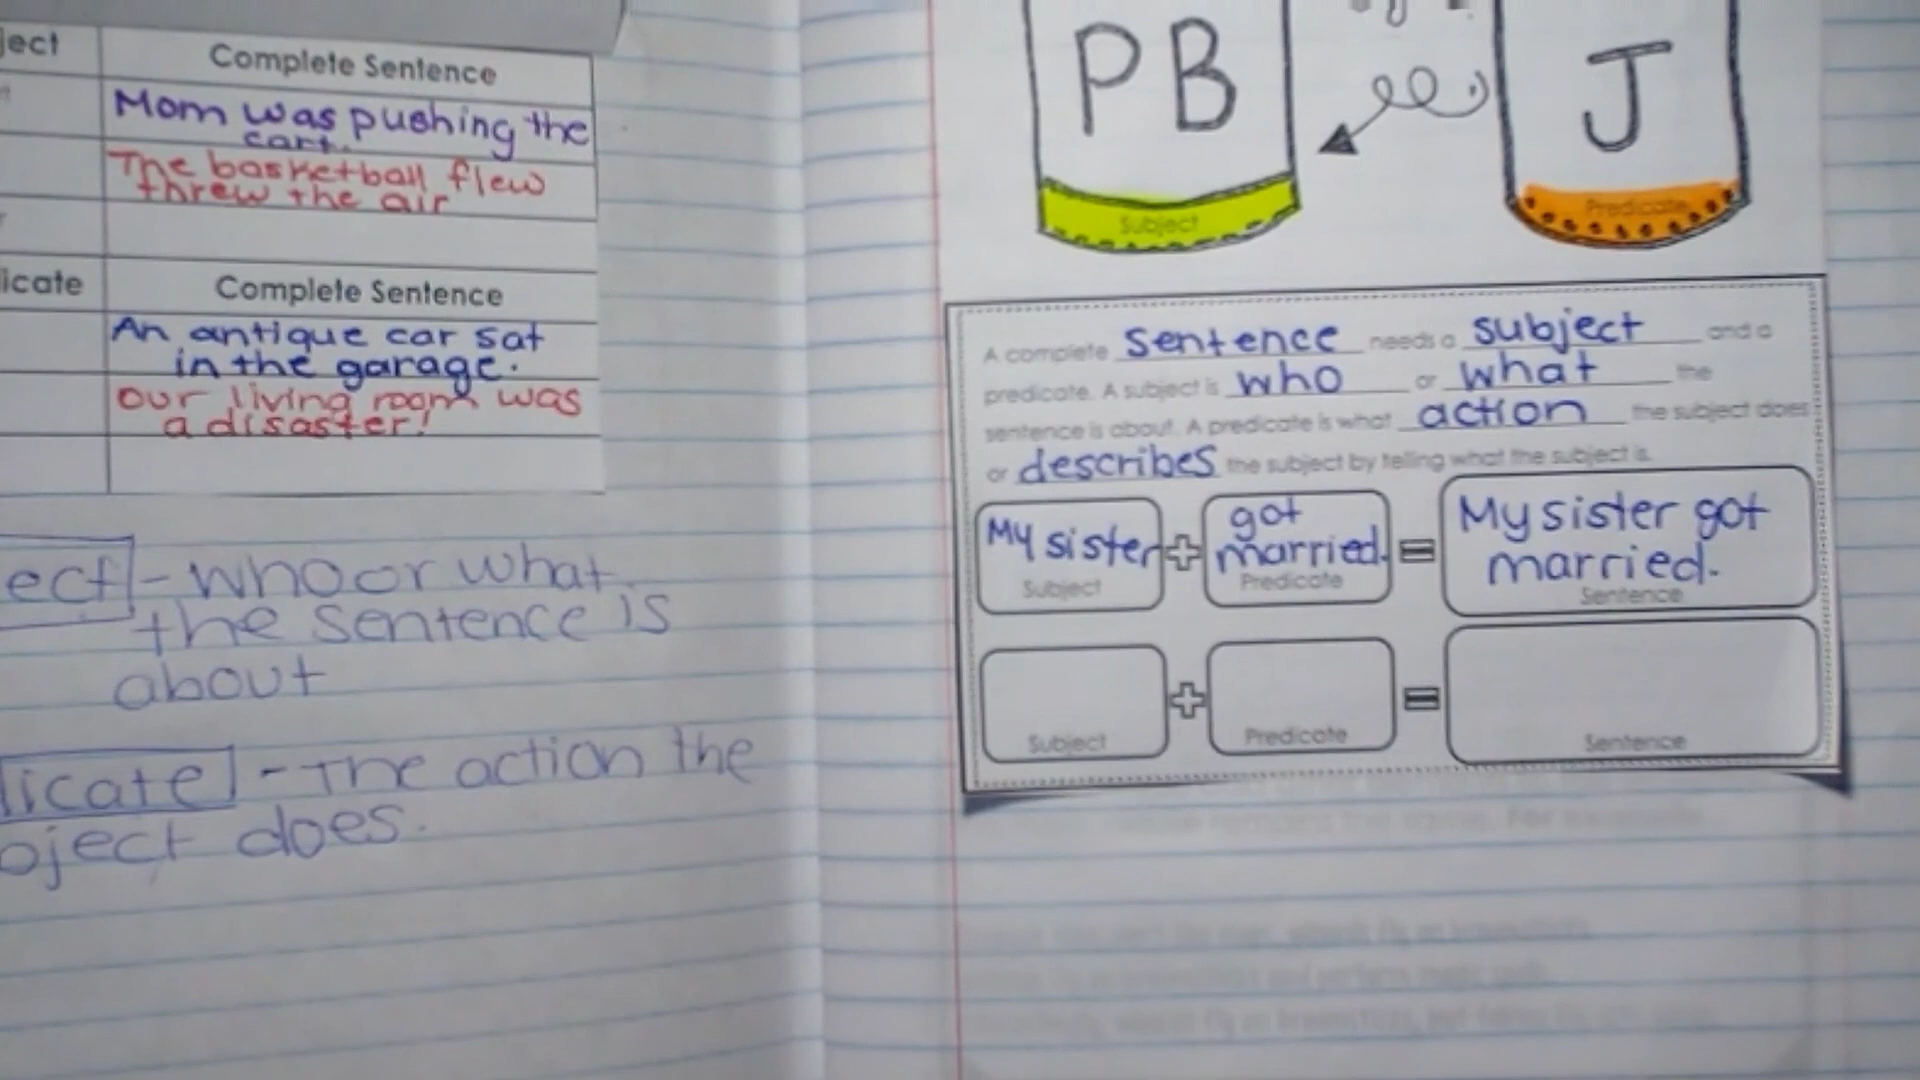 ject
Complete Sentence
Mom was pushing the
cart.
The basketball flew
threw the air
icate
Complete Sentence
An antique car sat
in the garage.
our living room was
a disaster!
ect - who or what
the sentence is
about
licate - The action the
bject does.
PB
J
Subject
Predicate
A complete sentence needs a subject and a
predicate. A subject is who or what the
sentence is about. A predicate is what action the subject does
or describes the subject by telling what the subject is.
My sister + got married. = My sister got
married.
Subject Predicate Sentence
+ =
Subject Predicate Sentence